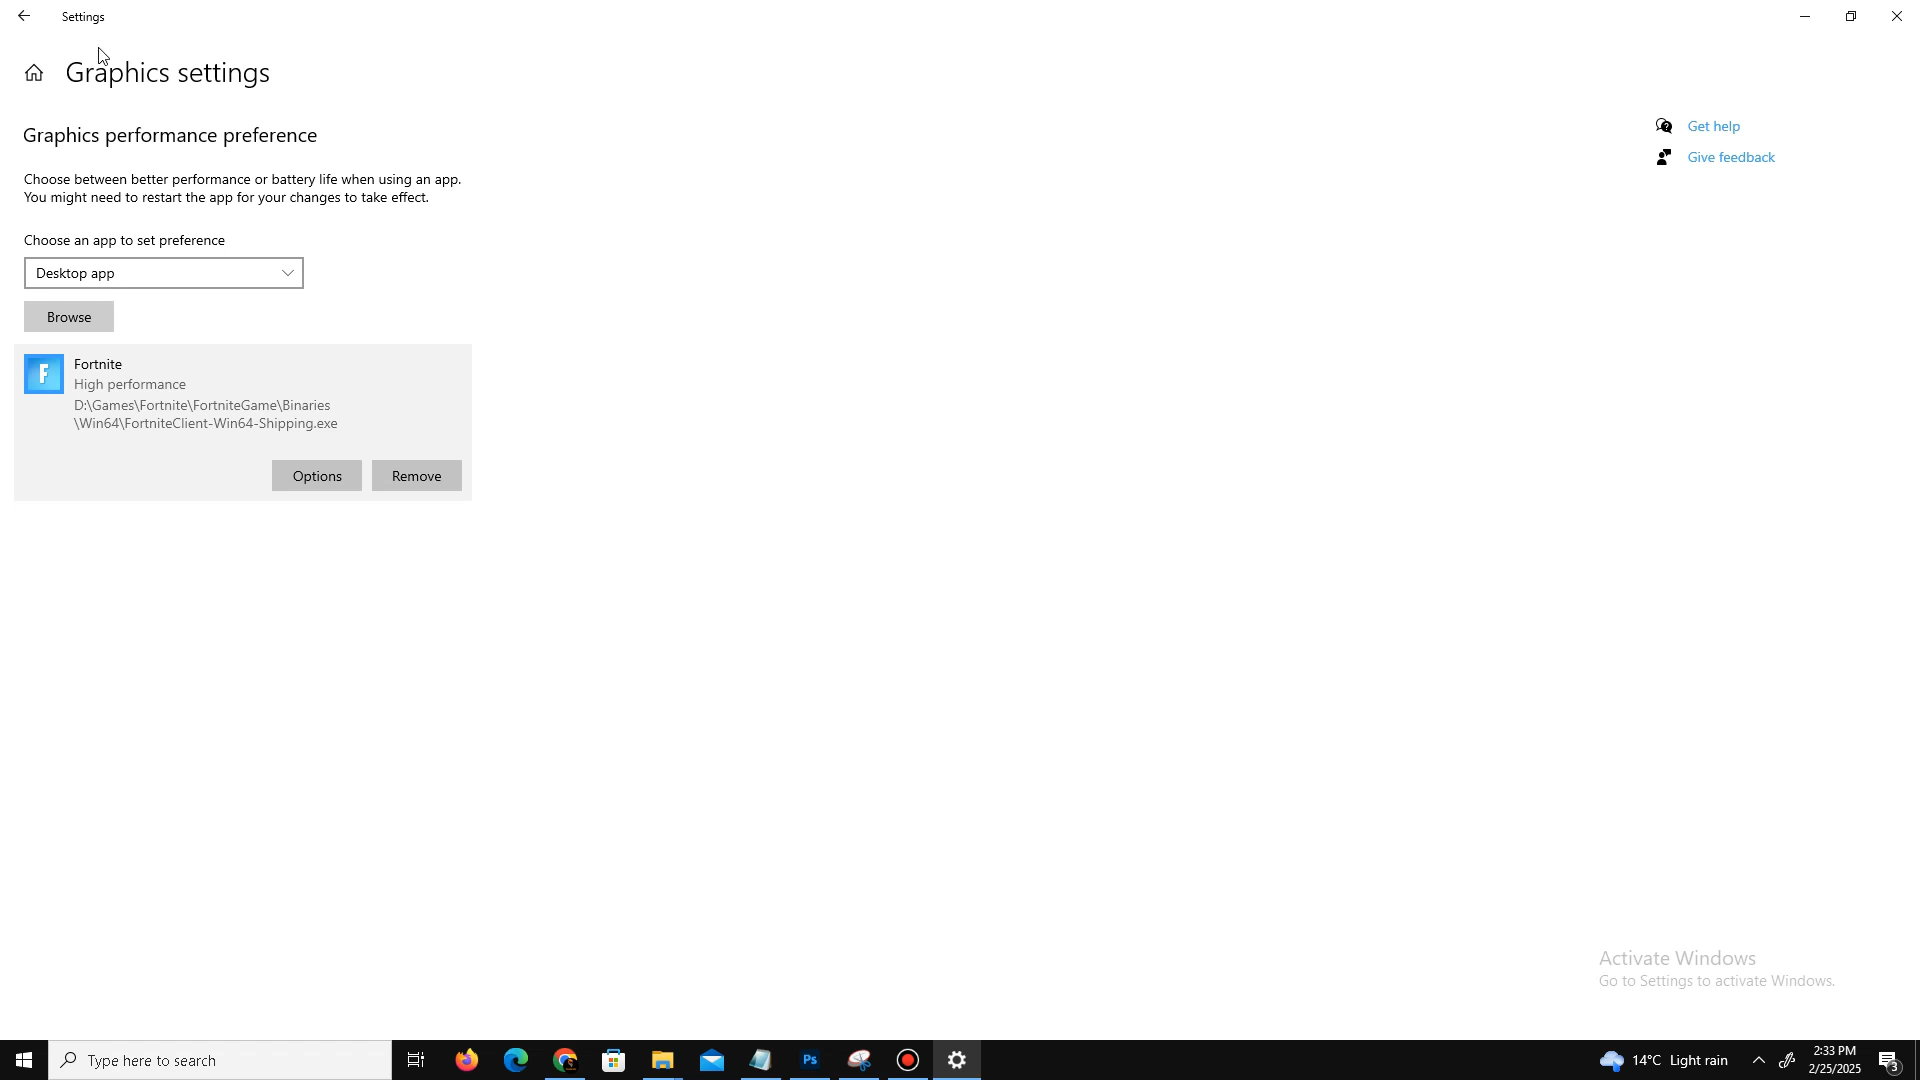 Settings
Graphics settings
Graphics performance preference
Choose between better performance or battery life when using an app.
You might need to restart the app for your changes to take effect.
Choose an app to set preference
Desktop app
Browse
F
Fortnite
High performance
D:\Games\Fortnite\FortniteGame\Binaries
\Win64\FortniteClient-Win64-Shipping.exe
Options
Remove
Get help
Give feedback
Activate Windows
Go to Settings to activate Windows.
Type here to search
Ps
14°C Light rain
2:33 PM
2/25/2025
3